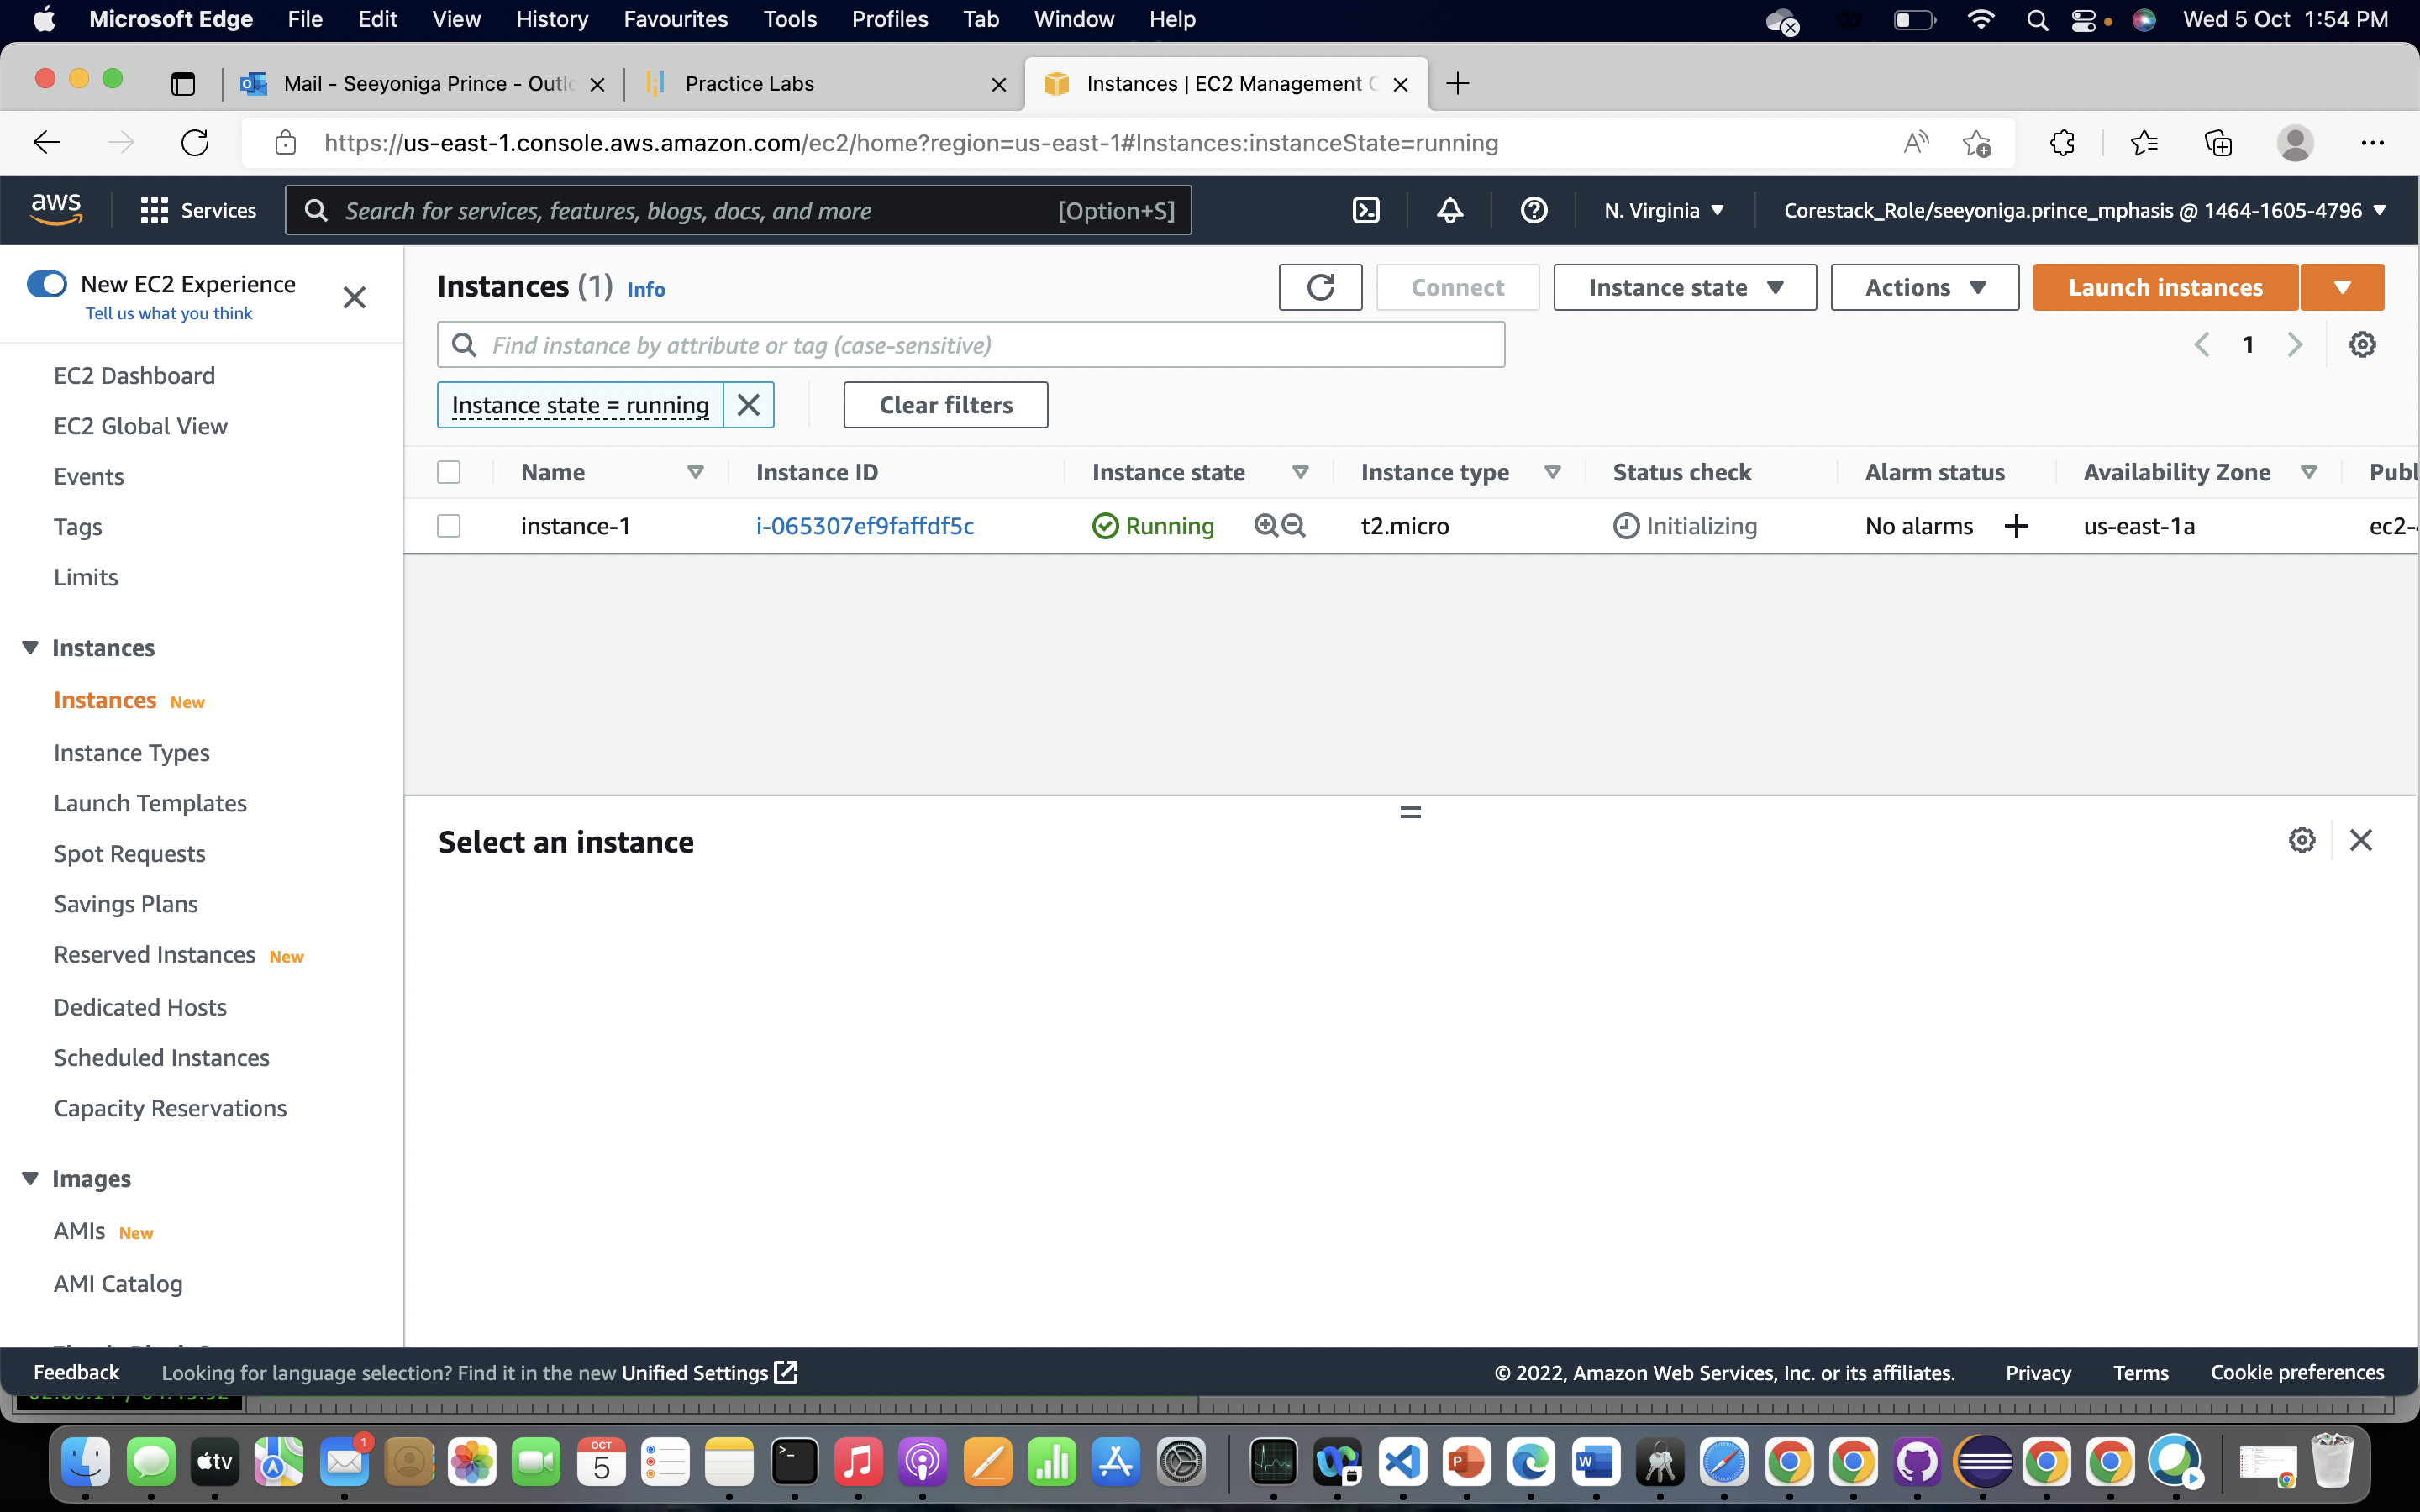 Microsoft Edge File Edit View History Favourites Tools Profiles Tab Window Help Wed 5 Oct 1:54 PM
Mail - Seeyoniga Prince - Outlo Practice Labs Instances | EC2 Management C
https://us-east-1.console.aws.amazon.com/ec2/home?region=us-east-1#Instances:instanceState=running
aws Services Search for services, features, blogs, docs, and more [Option+S] N. Virginia Corestack_Role/seeyoniga.prince_mphasis @ 1464-1605-4796
New EC2 Experience
Tell us what you think
EC2 Dashboard
EC2 Global View
Events
Tags
Limits
Instances
Instances New
Instance Types
Launch Templates
Spot Requests
Savings Plans
Reserved Instances New
Dedicated Hosts
Scheduled Instances
Capacity Reservations
Images
AMIs New
AMI Catalog
Instances (1) Info Connect Instance state Actions Launch instances
Find instance by attribute or tag (case-sensitive) 1
Instance state = running Clear filters
Name Instance ID Instance state Instance type Status check Alarm status Availability Zone Publ
instance-1 i-065307ef9faffdf5c Running t2.micro Initializing No alarms us-east-1a ec2-
Select an instance
Feedback Looking for language selection? Find it in the new Unified Settings © 2022, Amazon Web Services, Inc. or its affiliates. Privacy Terms Cookie preferences
1
tv
OCT
5